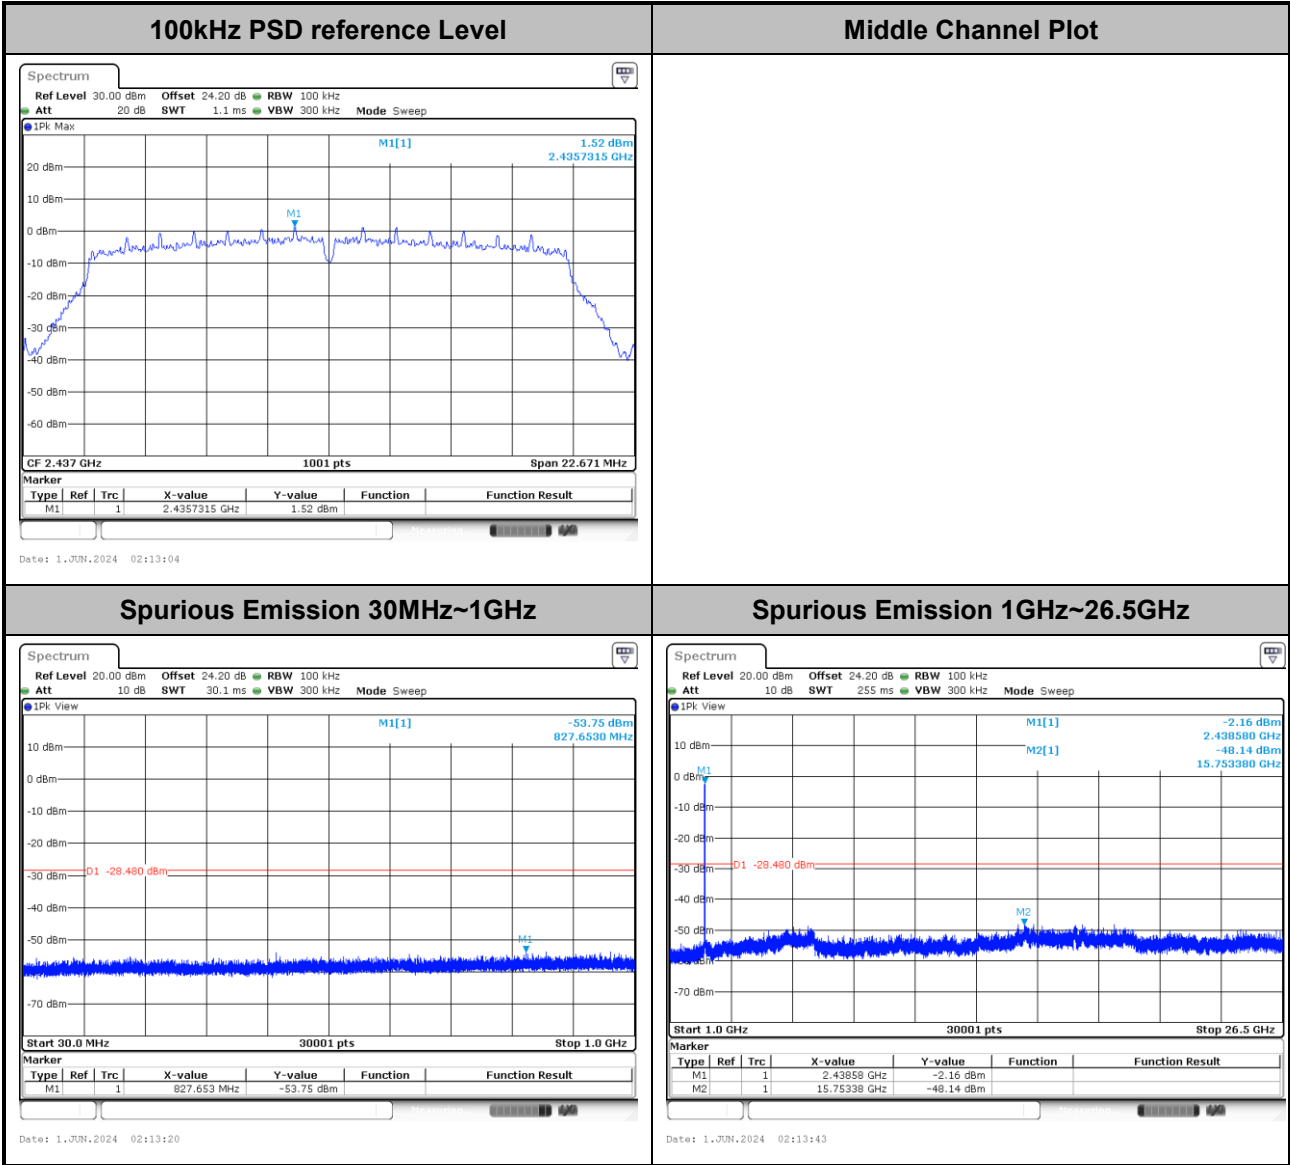 100kHz PSD reference Level
Middle Channel Plot
Spectrum
Ref Level 30.00 dBm Offset 24.20 dB RBW 100 kHz
Att 20 dB SWT 1.1 ms VBW 300 kHz Mode Sweep
1Pk Max
M1[1] 1.52 dBm
2.4357315 GHz
20 dBm
10 dBm
M1
0 dBm
-10 dBm
-20 dBm
-30 dBm
-40 dBm
-50 dBm
-60 dBm
CF 2.437 GHz 1001 pts Span 22.671 MHz
Marker
Type Ref Trc X-value Y-value Function Function Result
M1 1 2.4357315 GHz 1.52 dBm
Date: 1.JUN.2024 02:13:04
Spurious Emission 30MHz~1GHz
Spurious Emission 1GHz~26.5GHz
Spectrum
Ref Level 20.00 dBm Offset 24.20 dB RBW 100 kHz
Att 10 dB SWT 30.1 ms VBW 300 kHz Mode Sweep
1Pk View
M1[1] -53.75 dBm
827.6530 MHz
10 dBm
0 dBm
-10 dBm
-20 dBm
D1 -28.480 dBm
-30 dBm
-40 dBm
-50 dBm
M1
-70 dBm
Start 30.0 MHz 30001 pts Stop 1.0 GHz
Marker
Type Ref Trc X-value Y-value Function Function Result
M1 1 827.653 MHz -53.75 dBm
Measuring...
Date: 1.JUN.2024 02:13:20
Spectrum
Ref Level 20.00 dBm Offset 24.20 dB RBW 100 kHz
Att 10 dB SWT 255 ms VBW 300 kHz Mode Sweep
1Pk View
M1[1] -2.16 dBm
2.438580 GHz
M2[1] -48.14 dBm
15.753380 GHz
10 dBm
M1
0 dBm
-10 dBm
-20 dBm
D1 -28.480 dBm
-30 dBm
-40 dBm
M2
-50 dBm
-70 dBm
Start 1.0 GHz 30001 pts Stop 26.5 GHz
Marker
Type Ref Trc X-value Y-value Function Function Result
M1 1 2.43858 GHz -2.16 dBm
M2 1 15.75338 GHz -48.14 dBm
Date: 1.JUN.2024 02:13:43